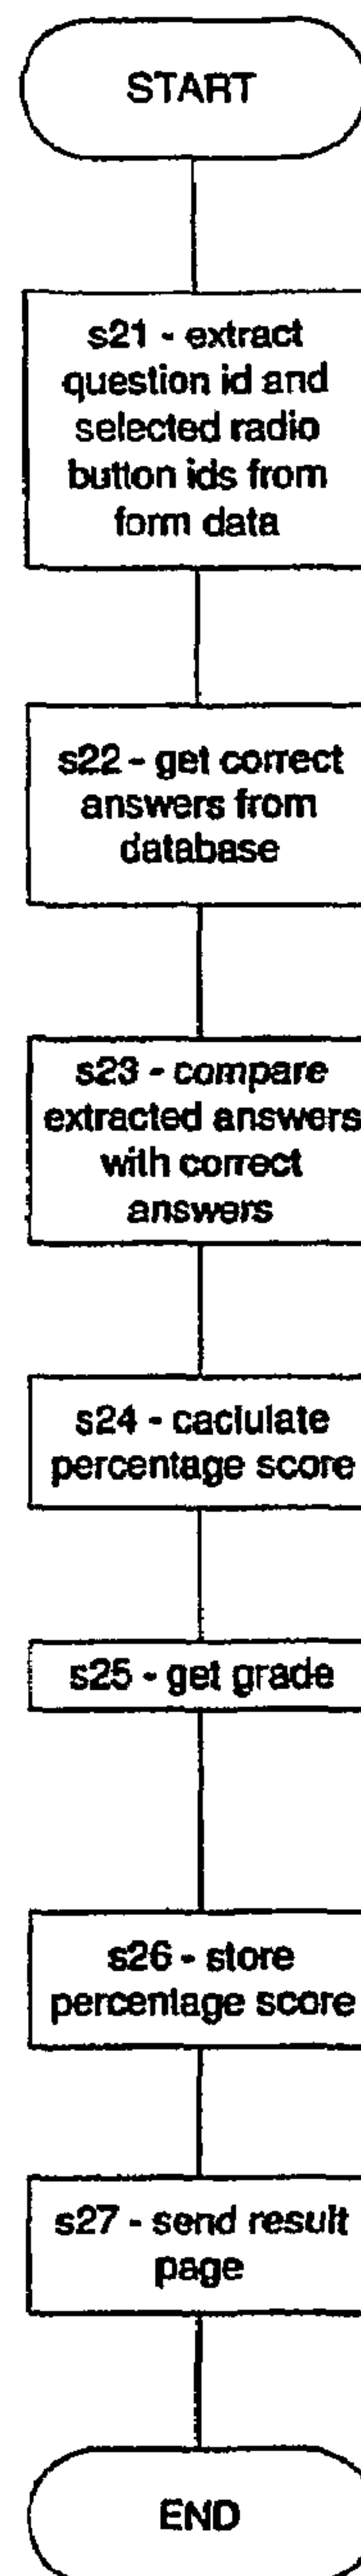 START
s21 - extract
question id and
selected radio
button ids from
form data
s22 - get correct
answers from
database
s23 - compare
extracted answers
with correct
answers
s24 - caclulate
percentage score
s25 - get grade
s26 - store
percentage score
s27 - send result
page
END